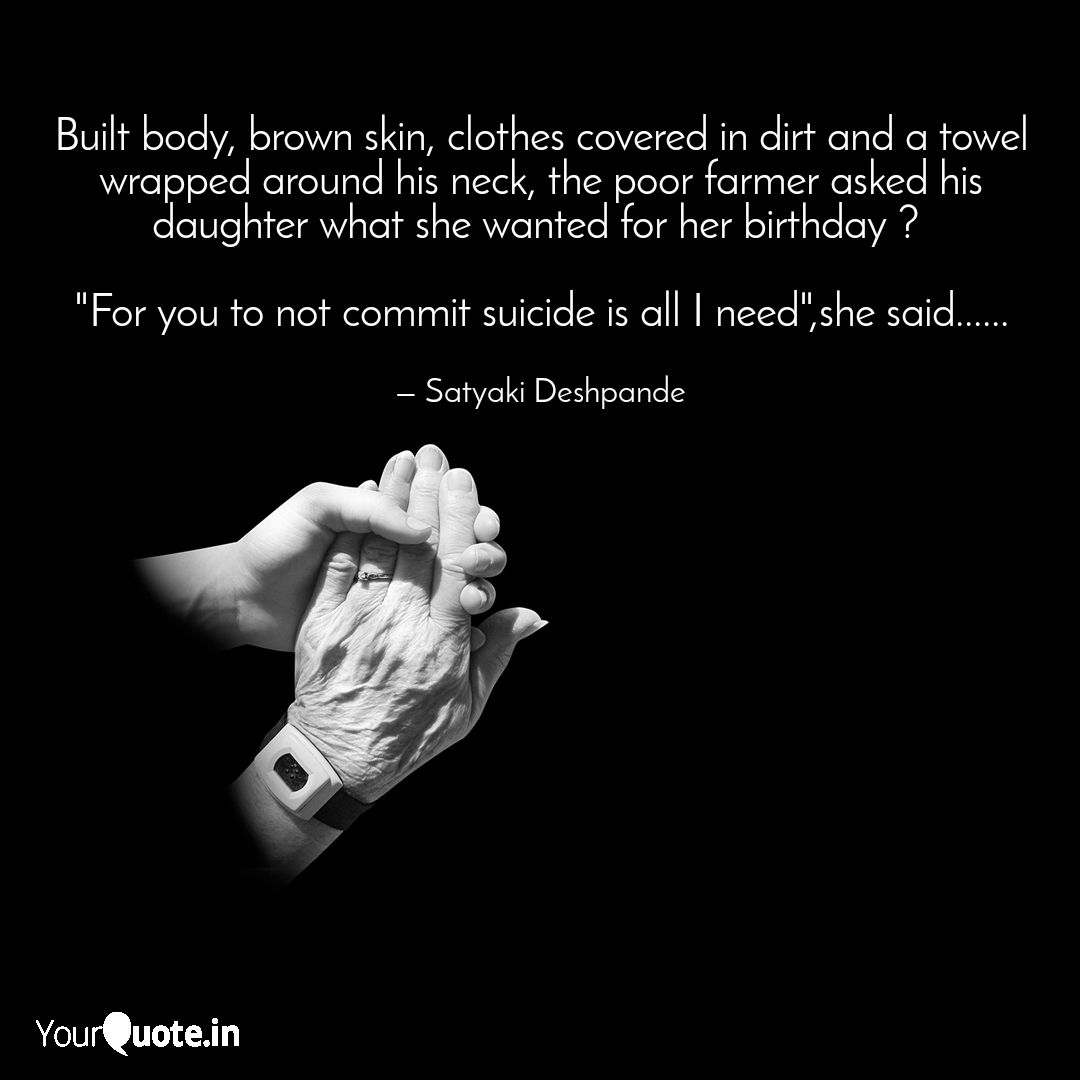 Built body, brown skin, clothes covered in dirt and a towel
wrapped around his neck, the poor farmer asked his
daughter what she wanted for her birthday ?
"For you to not commit suicide is all I need",she said......
– Satyaki Deshpande
YourQuote.in